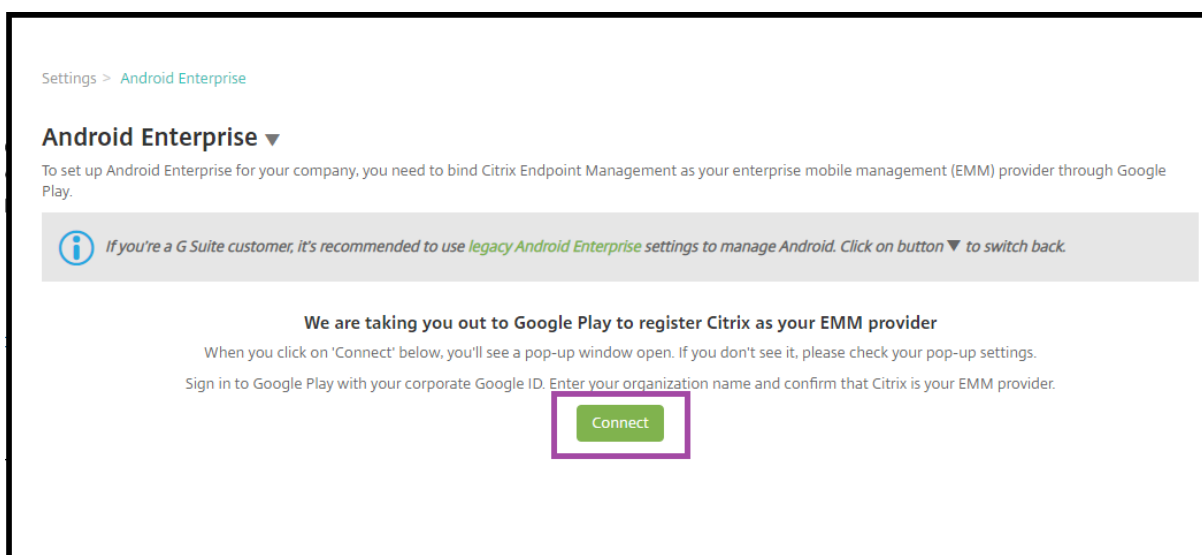 Settings > Android Enterprise
Android Enterprise ▼
To set up Android Enterprise for your company, you need to bind Citrix Endpoint Management as your enterprise mobile management (EMM) provider through Google
Play.
If you're a G Suite customer, it's recommended to use legacy Android Enterprise settings to manage Android. Click on button ▼ to switch back.
We are taking you out to Google Play to register Citrix as your EMM provider
When you click on 'Connect' below, you'll see a pop-up window open. If you don't see it, please check your pop-up settings.
Sign in to Google Play with your corporate Google ID. Enter your organization name and confirm that Citrix is your EMM provider.
Connect